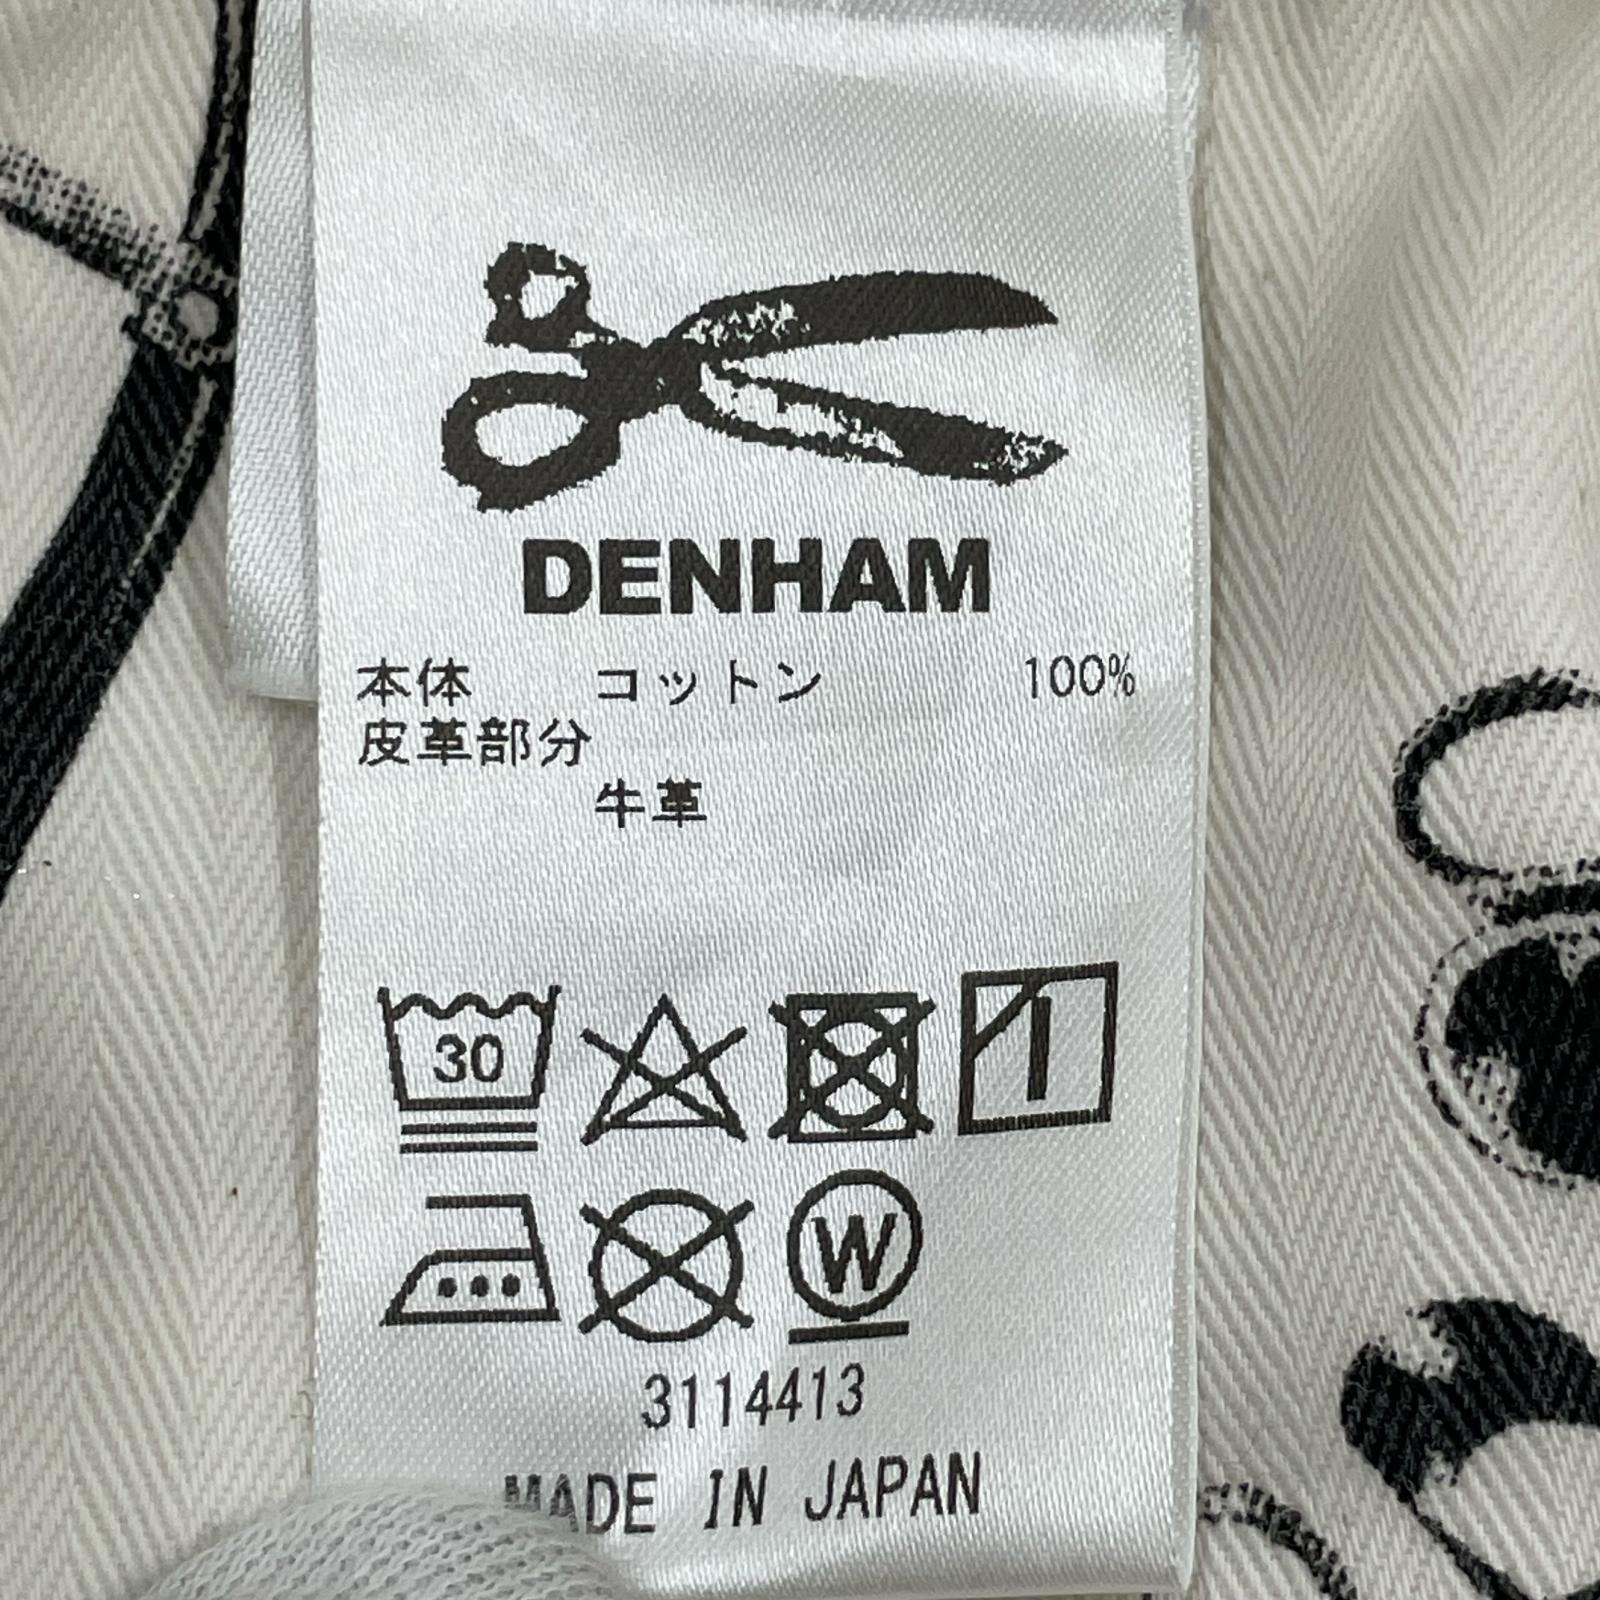 DENHAM
本体 コットン 100%
皮革部分
牛革
30
W
3114413
MADE IN JAPAN